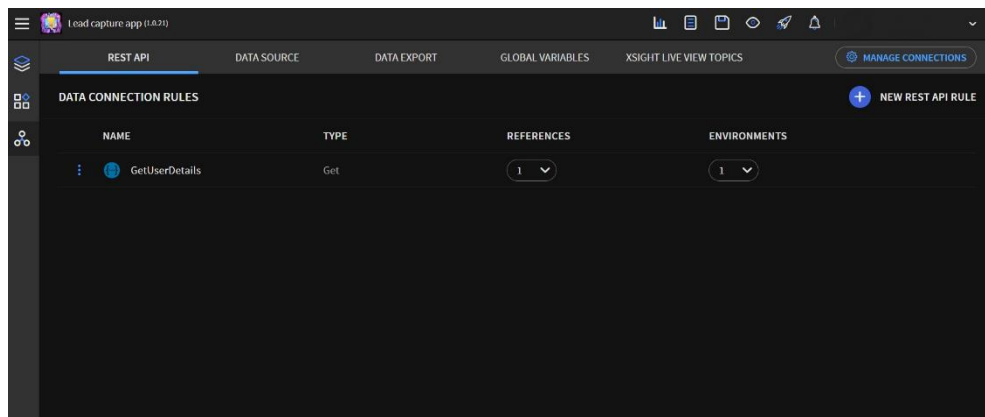 Lead capture app (1.0.21)
REST API DATA SOURCE DATA EXPORT GLOBAL VARIABLES XSIGHT LIVE VIEW TOPICS MANAGE CONNECTIONS
DATA CONNECTION RULES NEW REST API RULE
NAME TYPE REFERENCES ENVIRONMENTS
GetUserDetails Get 1 1